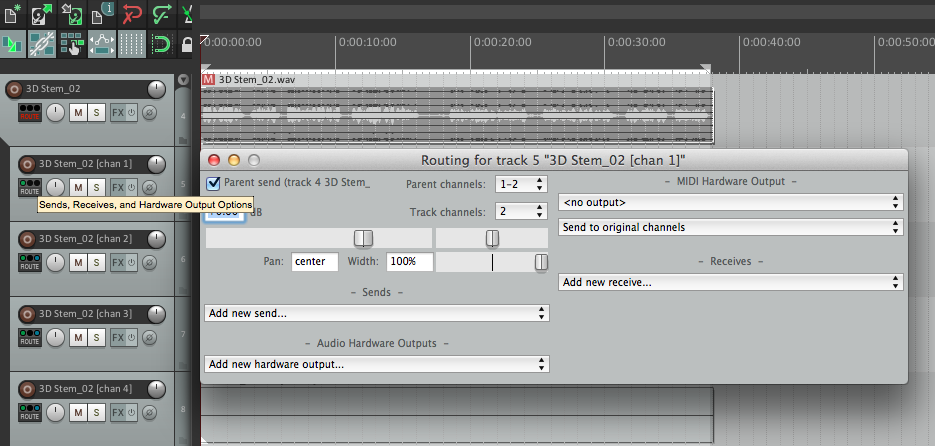 0:00:00:00 0:00:10:00 0:00:20:00 0:00:30:00 0:00:40:00 0:00:50:00
M 3D Stem_02.wav
3D Stem_02
ROUTE M S FX 4
3D Stem_02 [chan 1]
ROUTE M S FX 5
Sends, Receives, and Hardware Output Options
3D Stem_02 [chan 2]
ROUTE M S FX 6
3D Stem_02 [chan 3]
ROUTE M S FX 7
3D Stem_02 [chan 4]
ROUTE M S FX 8
Routing for track 5 "3D Stem_02 [chan 1]"
Parent send (track 4 3D Stem_
Parent channels: 1-2
dB
Track channels: 2
Pan: center Width: 100%
- Sends -
Add new send...
- Audio Hardware Outputs -
Add new hardware output...
- MIDI Hardware Output -
<no output>
Send to original channels
- Receives -
Add new receive...